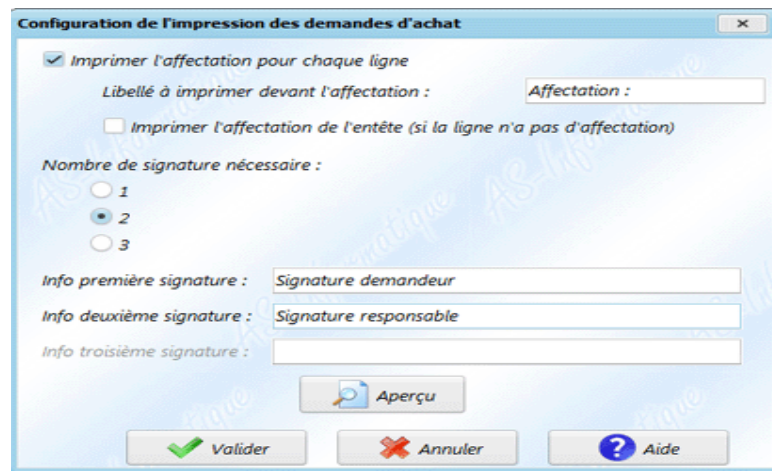 Configuration de l'impression des demandes d'achat
Imprimer l'affectation pour chaque ligne
Libellé à imprimer devant l'affectation : Affectation :
Imprimer l'affectation de l'entête (si la ligne n'a pas d'affectation)
Nombre de signature nécessaire :
1
2
3
Info première signature : Signature demandeur
Info deuxième signature : Signature responsable
Info troisième signature :
Aperçu
Valider Annuler Aide
AS-Informatique